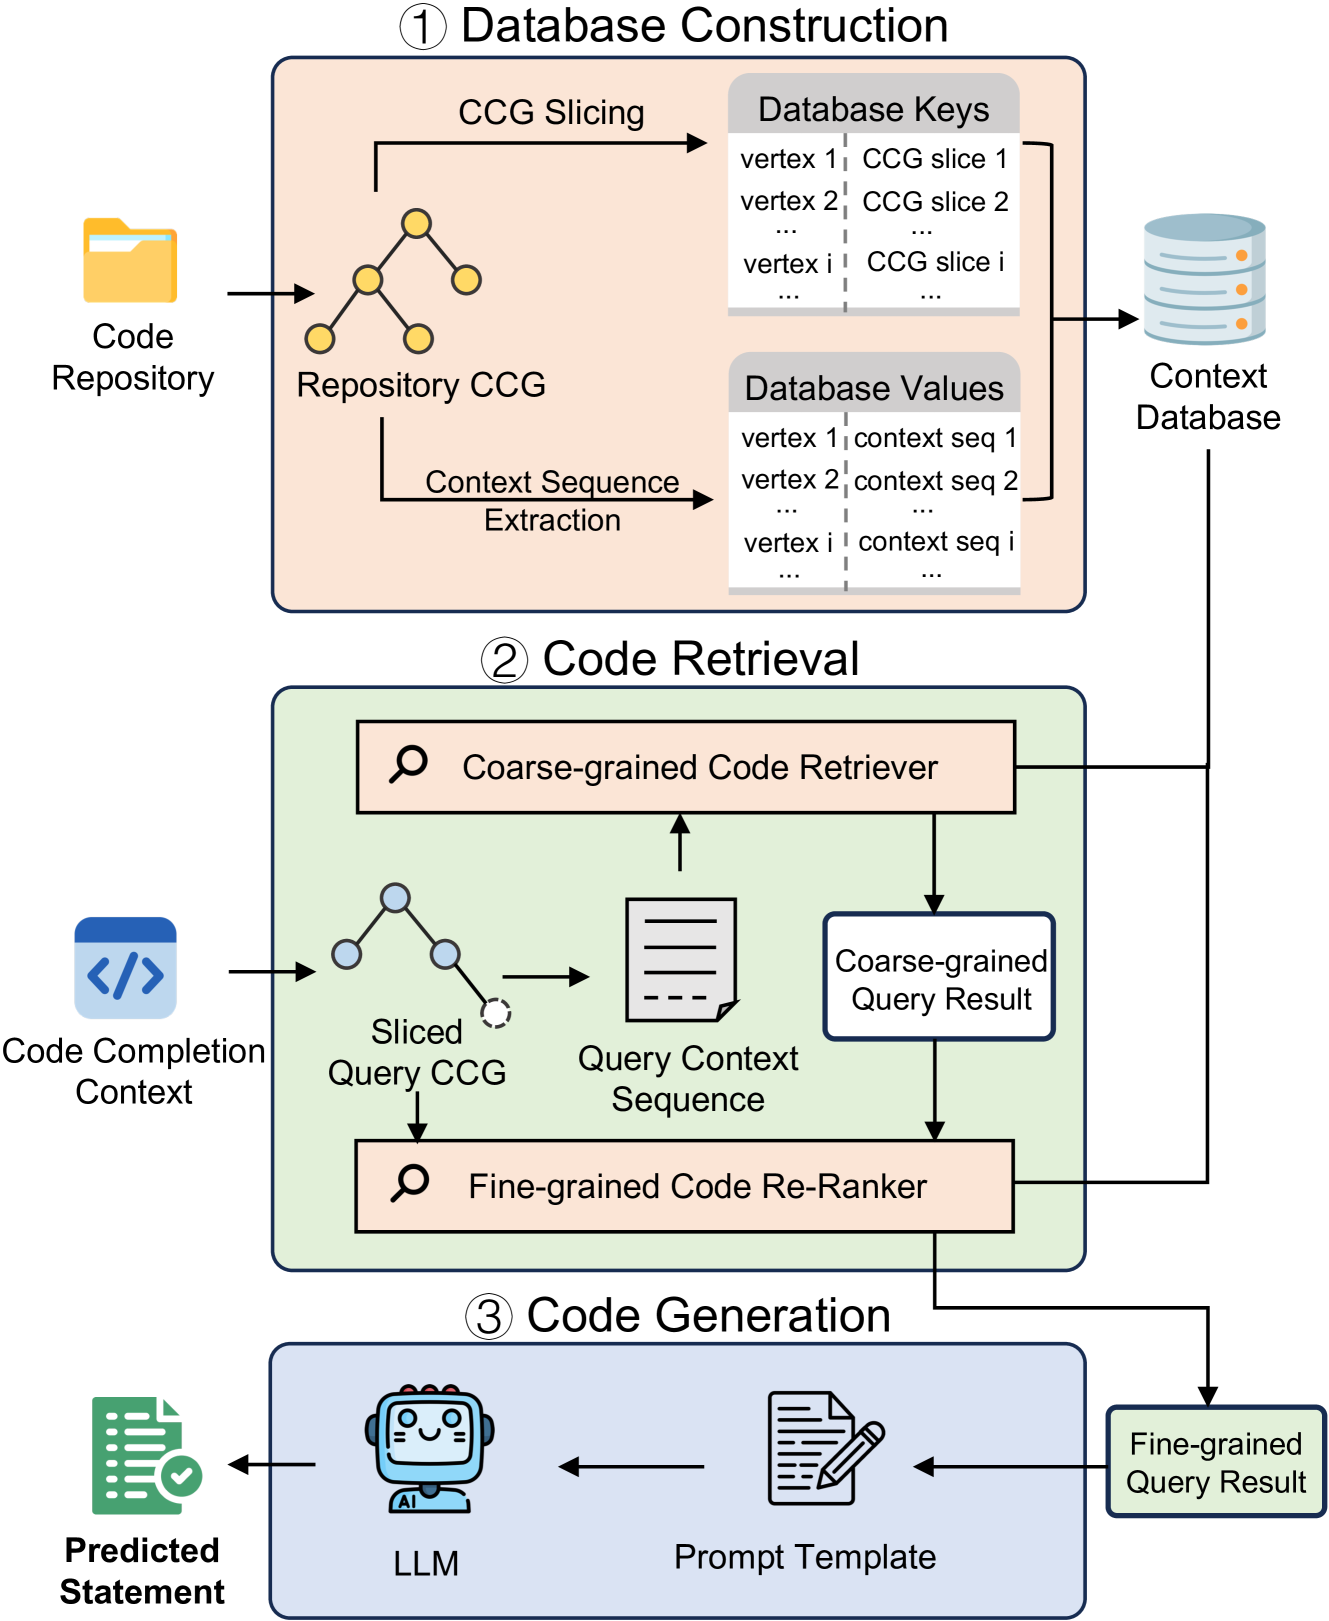 ① Database Construction
CCG Slicing
Database Keys
vertex 1 CCG slice 1
vertex 2 CCG slice 2
... ...
vertex i CCG slice i
... ...
Code
Repository
Repository CCG
Context Sequence
Extraction
Database Values
vertex 1 context seq 1
vertex 2 context seq 2
... ...
vertex i context seq i
... ...
Context
Database
② Code Retrieval
Coarse-grained Code Retriever
Code Completion
Context
Sliced
Query CCG
Query Context
Sequence
Coarse-grained
Query Result
Fine-grained Code Re-Ranker
③ Code Generation
Fine-grained
Query Result
Prompt Template
AI
LLM
Predicted
Statement